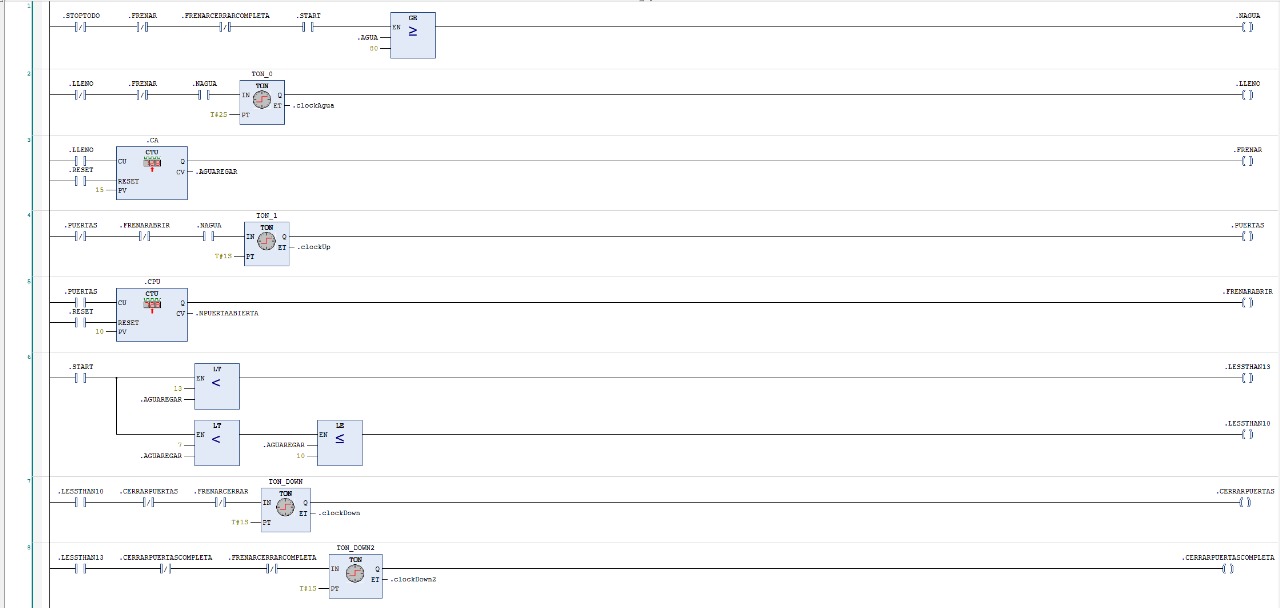 1
.STOPTODO .FRENAR .FRENARCERRARCOMPLETA .START GE .NAGUA
EN
≥
.AGUA
80
2
TON_0
.LLENO .FRENAR .NAGUA TON .LLENO
IN Q
ET .clockAgua
T#2S PT
3
.CA
.LLENO CTU .FRENAR
CU Q
.RESET CV .AGUAREGAR
RESET
15 PV
4
TON_1
.PUERTAS .FRENARABRIR .NAGUA TON .PUERTAS
IN Q
ET .clockUp
T#1S PT
5
.CPU
.PUERTAS CTU .FRENARABRIR
CU Q
.RESET CV .NPUERTAABIERTA
RESET
10 PV
6
.START LT .LESSTHAN13
EN
<
13
.AGUAREGAR
LT LE .LESSTHAN10
EN EN
< ≤
7 .AGUAREGAR
.AGUAREGAR 10
7
TON_DOWN
.LESSTHAN10 .CERRARPUERTAS .FRENARCERRAR TON .CERRARPUERTAS
IN Q
ET .clockDown
T#1S PT
8
TON_DOWN2
.LESSTHAN13 .CERRARPUERTASCOMPLETA .FRENARCERRARCOMPLETA TON .CERRARPUERTASCOMPLETA
IN Q
ET .clockDown2
T#1S PT